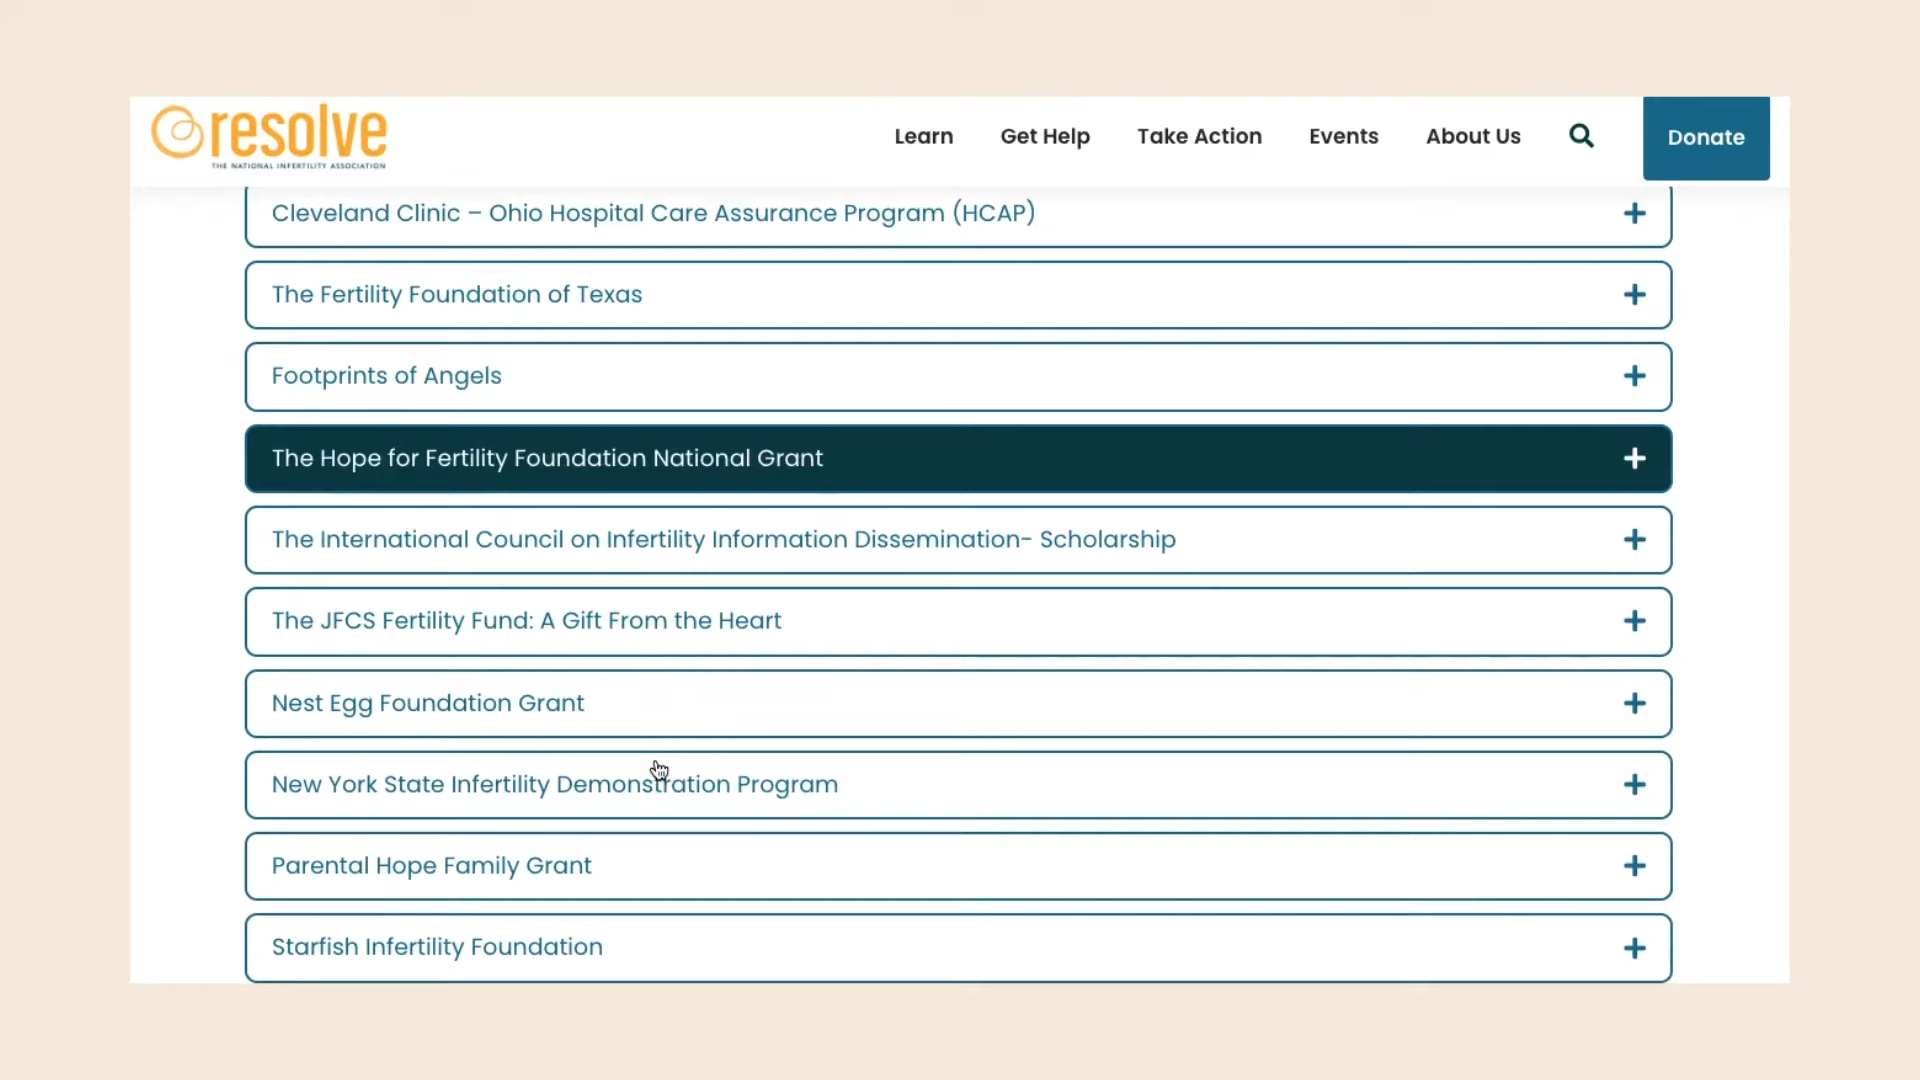 resolve
THE NATIONAL INFERTILITY ASSOCIATION
Learn
Get Help
Take Action
Events
About Us
Donate
Cleveland Clinic – Ohio Hospital Care Assurance Program (HCAP)
The Fertility Foundation of Texas
Footprints of Angels
The Hope for Fertility Foundation National Grant
The International Council on Infertility Information Dissemination- Scholarship
The JFCS Fertility Fund: A Gift From the Heart
Nest Egg Foundation Grant
New York State Infertility Demonstration Program
Parental Hope Family Grant
Starfish Infertility Foundation